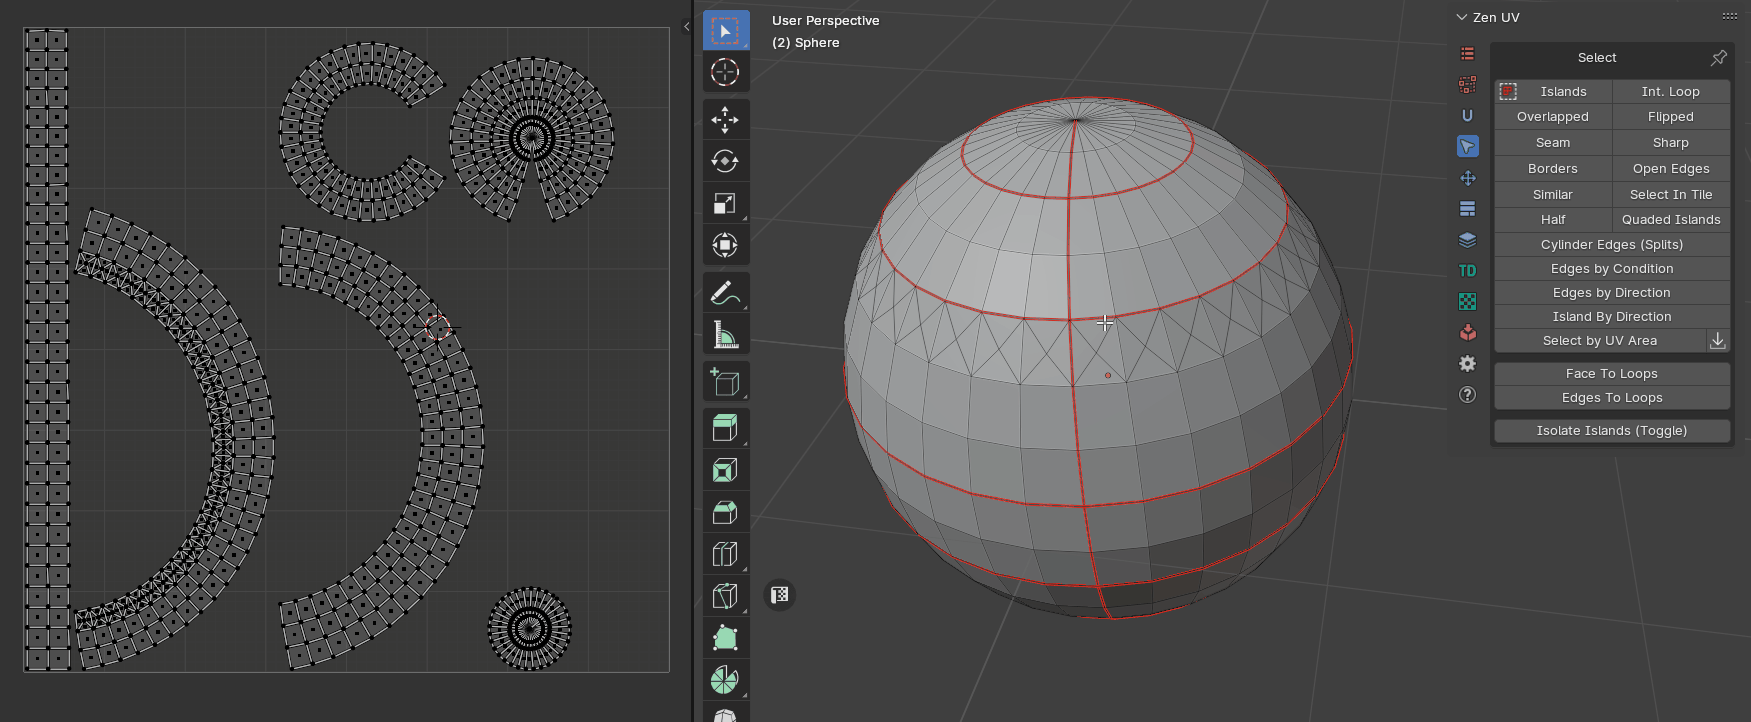 User Perspective
(2) Sphere
Zen UV
Select
Islands
Int. Loop
Overlapped
Flipped
Seam
Sharp
Borders
Open Edges
Similar
Select In Tile
Half
Quaded Islands
Cylinder Edges (Splits)
Edges by Condition
Edges by Direction
Island By Direction
Select by UV Area
TD
Face To Loops
Edges To Loops
Isolate Islands (Toggle)